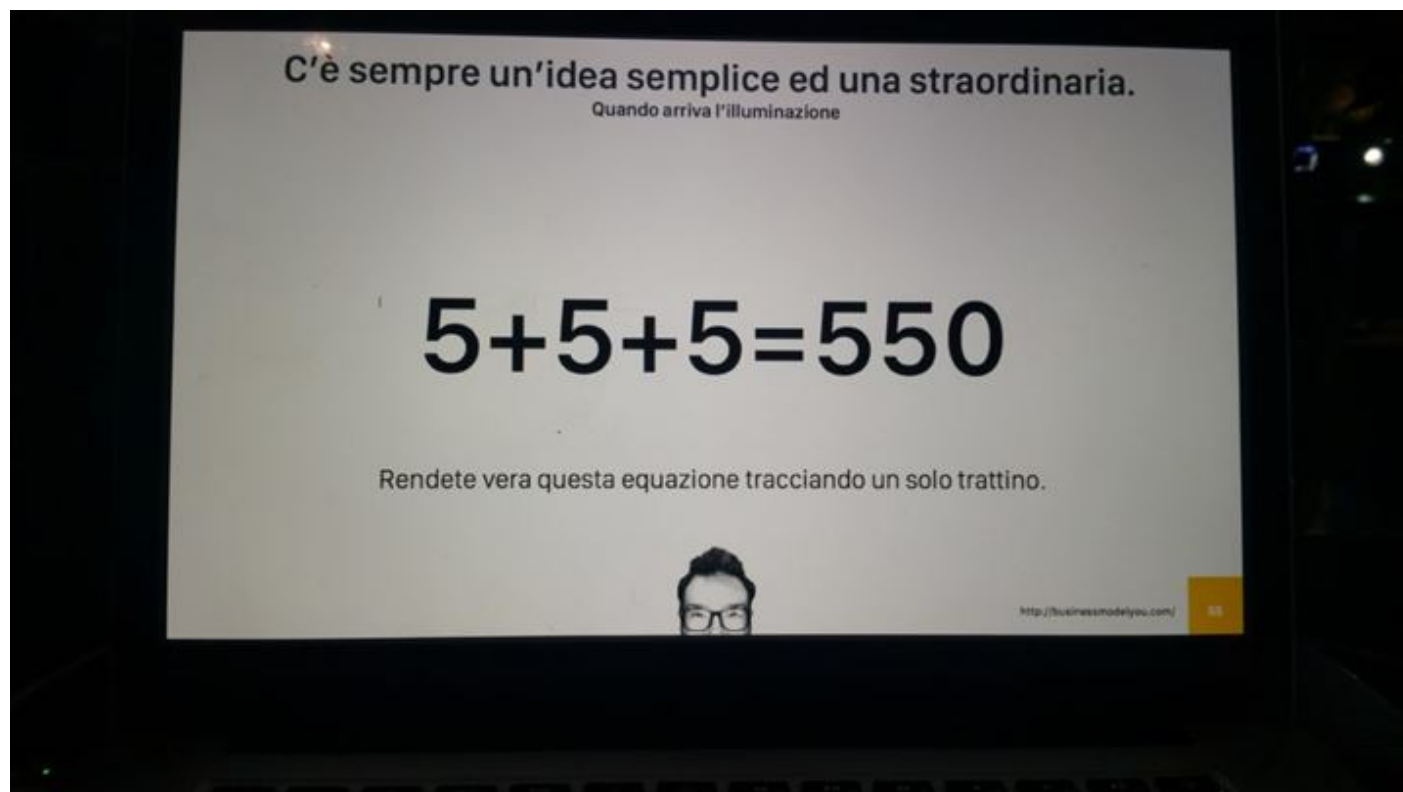 C'è sempre un'idea semplice ed una straordinaria.
Quando arriva l'illuminazione
5+5+5=550
Rendete vera questa equazione tracciando un solo trattino.
http://businessmodelyou.com/